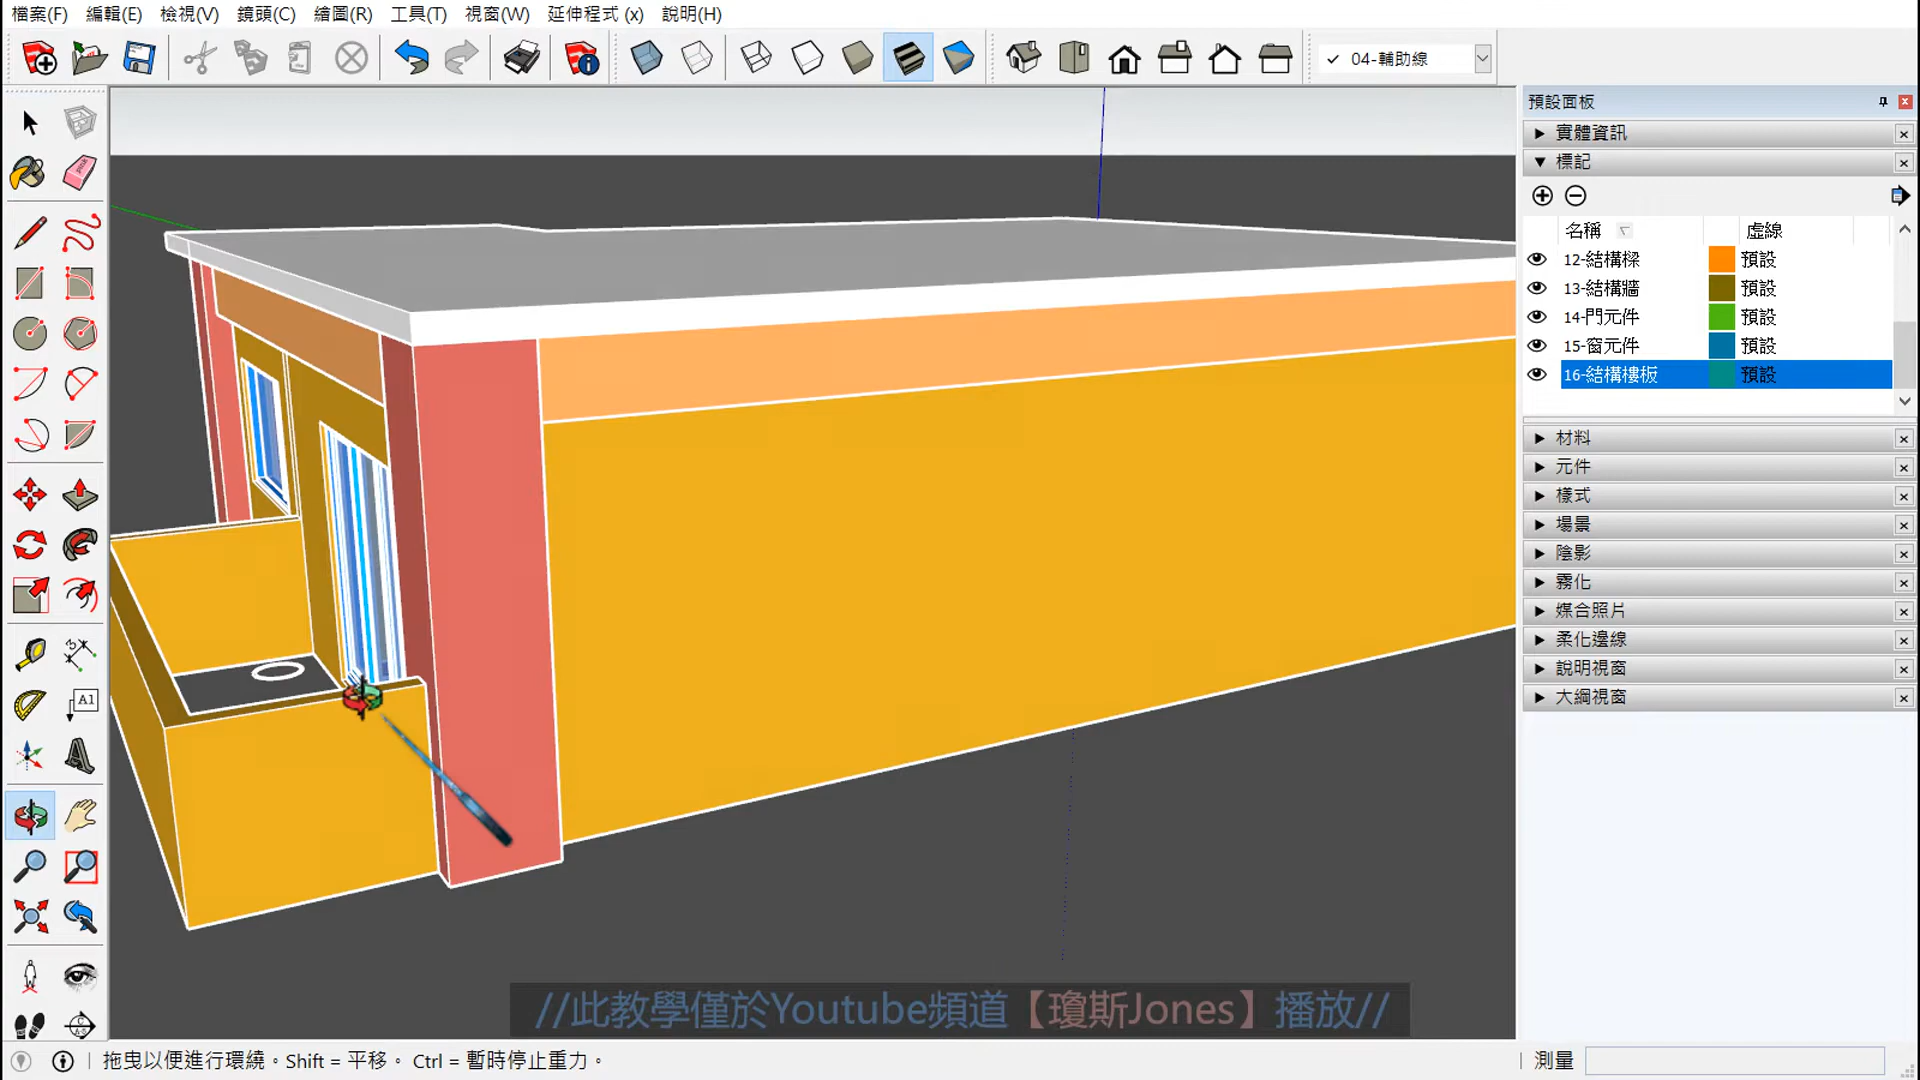 檔案(F) 編輯(E) 檢視(V) 鏡頭(C) 繪圖(R) 工具(T) 視窗(W) 延伸程式 (x) 說明(H)
04-輔助線
預設面板
實體資訊
標記
名稱 虛線
12-結構樑 預設
13-結構牆 預設
14-門元件 預設
15-窗元件 預設
16-結構樓板 預設
材料
元件
樣式
場景
陰影
霧化
媒合照片
柔化邊線
說明視窗
大綱視窗
A1
//此教學僅於Youtube頻道【瓊斯Jones】播放//
拖曳以便進行環繞。Shift = 平移。 Ctrl = 暫時停止重力。
測量